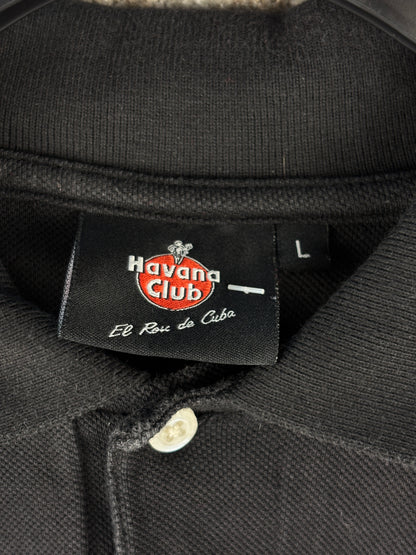 Havana
Club
El Ron de Cuba
L